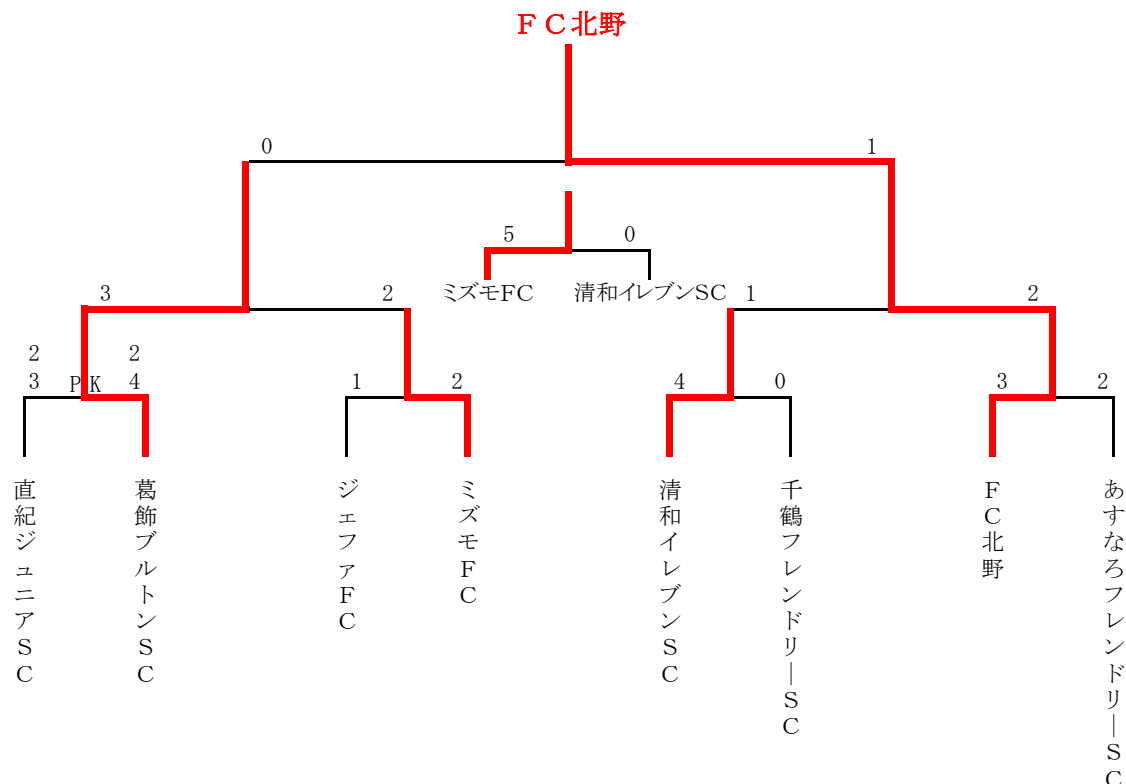 ＦＣ北野
0
1
5
0
ミズモFC
清和イレブンSC
3
2
1
2
2
2
3
PK
4
1
2
4
0
3
2
直紀ジュニアＳＣ
葛飾ブルトンＳＣ
ジェファＦＣ
ミズモＦＣ
清和イレブンＳＣ
千鶴フレンドリーＳＣ
ＦＣ北野
あすなろフレンドリーＳＣ